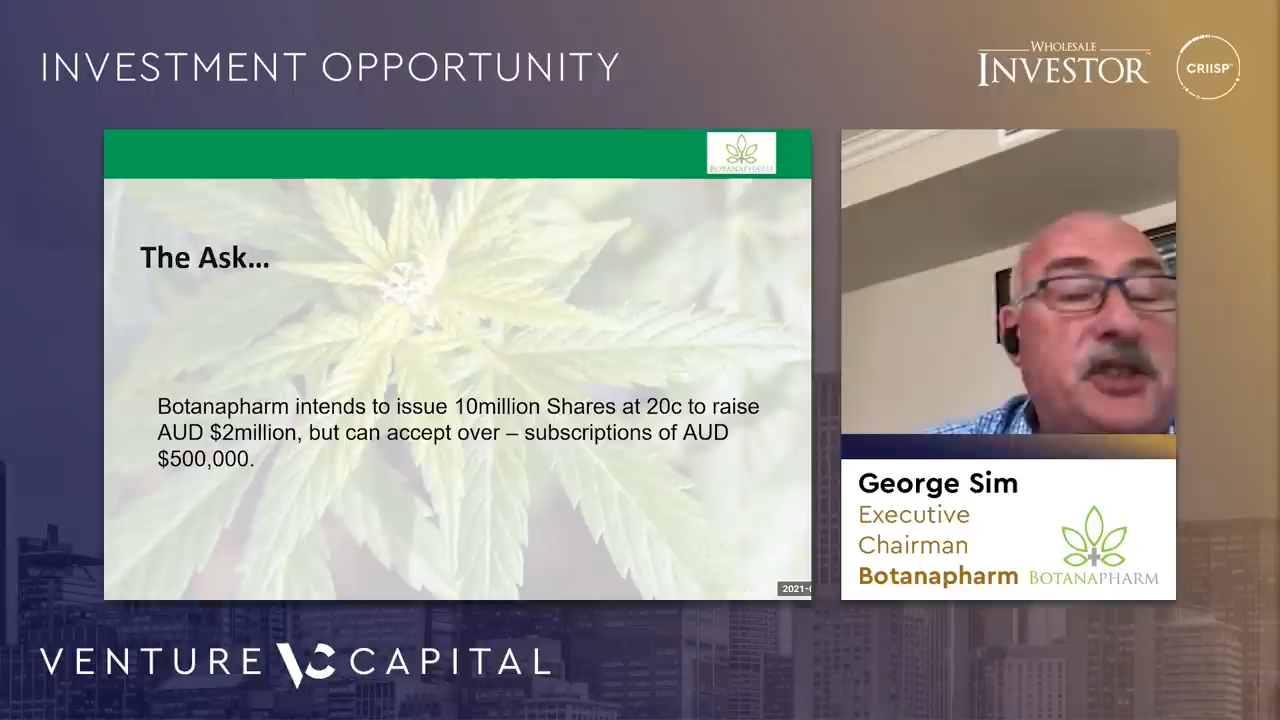 INVESTMENT OPPORTUNITY
WHOLESALE
INVESTOR
CRIISP
BOTANAPHARM
The Ask...
Botanapharm intends to issue 10million Shares at 20c to raise
AUD $2million, but can accept over – subscriptions of AUD
$500,000.
George Sim
Executive
Chairman
Botanapharm
BOTANAPHARM
VENTURE VC CAPITAL